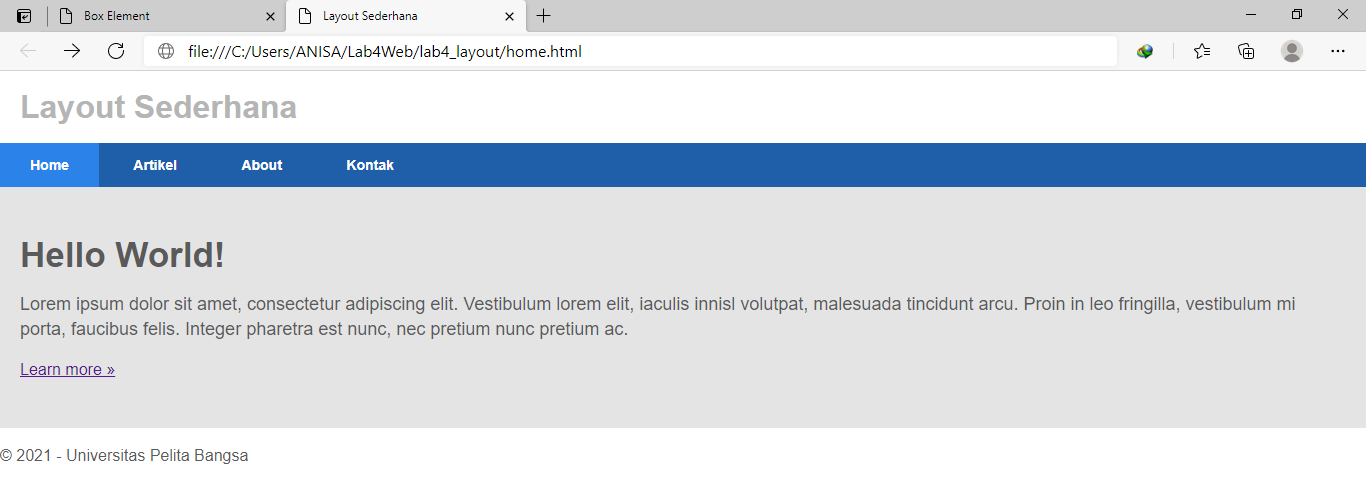 Box Element
Layout Sederhana
file:///C:/Users/ANISA/Lab4Web/lab4_layout/home.html
Layout Sederhana
Home Artikel About Kontak
Hello World!
Lorem ipsum dolor sit amet, consectetur adipiscing elit. Vestibulum lorem elit, iaculis innisl volutpat, malesuada tincidunt arcu. Proin in leo fringilla, vestibulum mi
porta, faucibus felis. Integer pharetra est nunc, nec pretium nunc pretium ac.
Learn more »
© 2021 - Universitas Pelita Bangsa